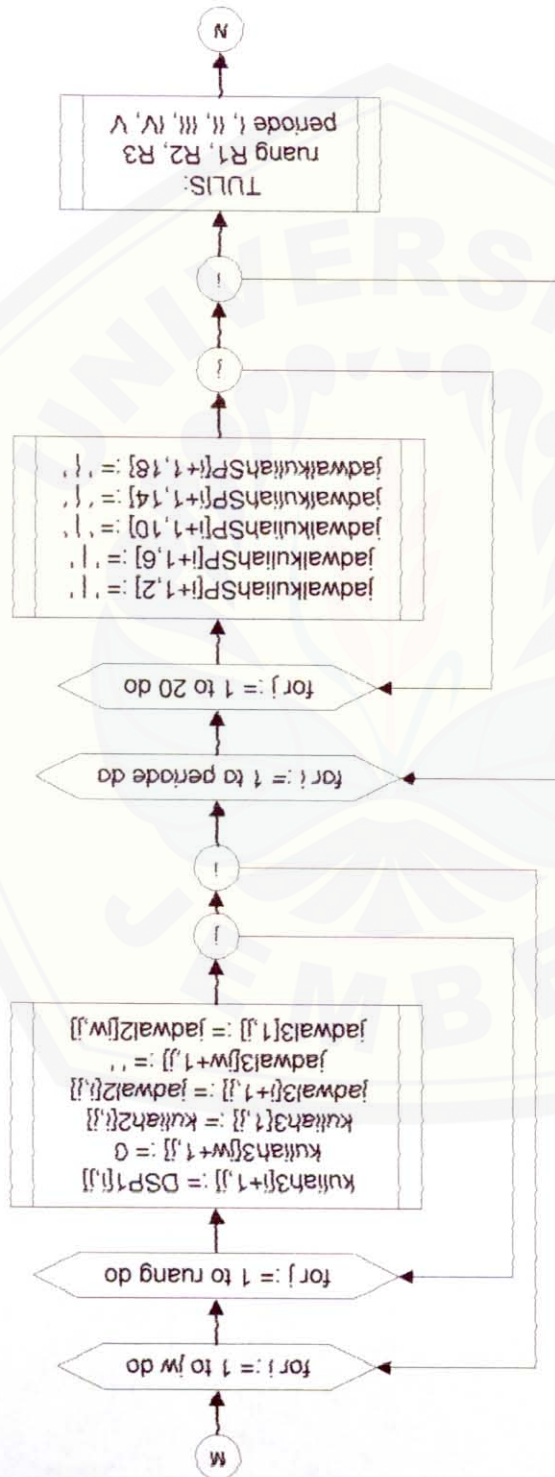 M
for i := 1 to jw do
for j := 1 to ruang do
kuliah3[i+1,j] := DSP1[i,j]
kuliah3[jw+1,j] := 0
kuliah3[1,j] := kuliah2[i,j]
jadwal3[i+1,j] := jadwal2[i,j]
jadwal3[jw+1,j] := ' '
jadwal3[1,j] := jadwal2[jw,j]
j
i
for i := 1 to periode do
for j := 1 to 20 do
jadwalkuliahSP[i+1,2] := ' | '
jadwalkuliahSP[i+1,6] := ' | '
jadwalkuliahSP[i+1,10] := ' | '
jadwalkuliahSP[i+1,14] := ' | '
jadwalkuliahSP[i+1,18] := ' | '
j
i
TULIS:
ruang R1, R2, R3
periode I, II, III, IV, V
N
UNIVERSI
JEMBE